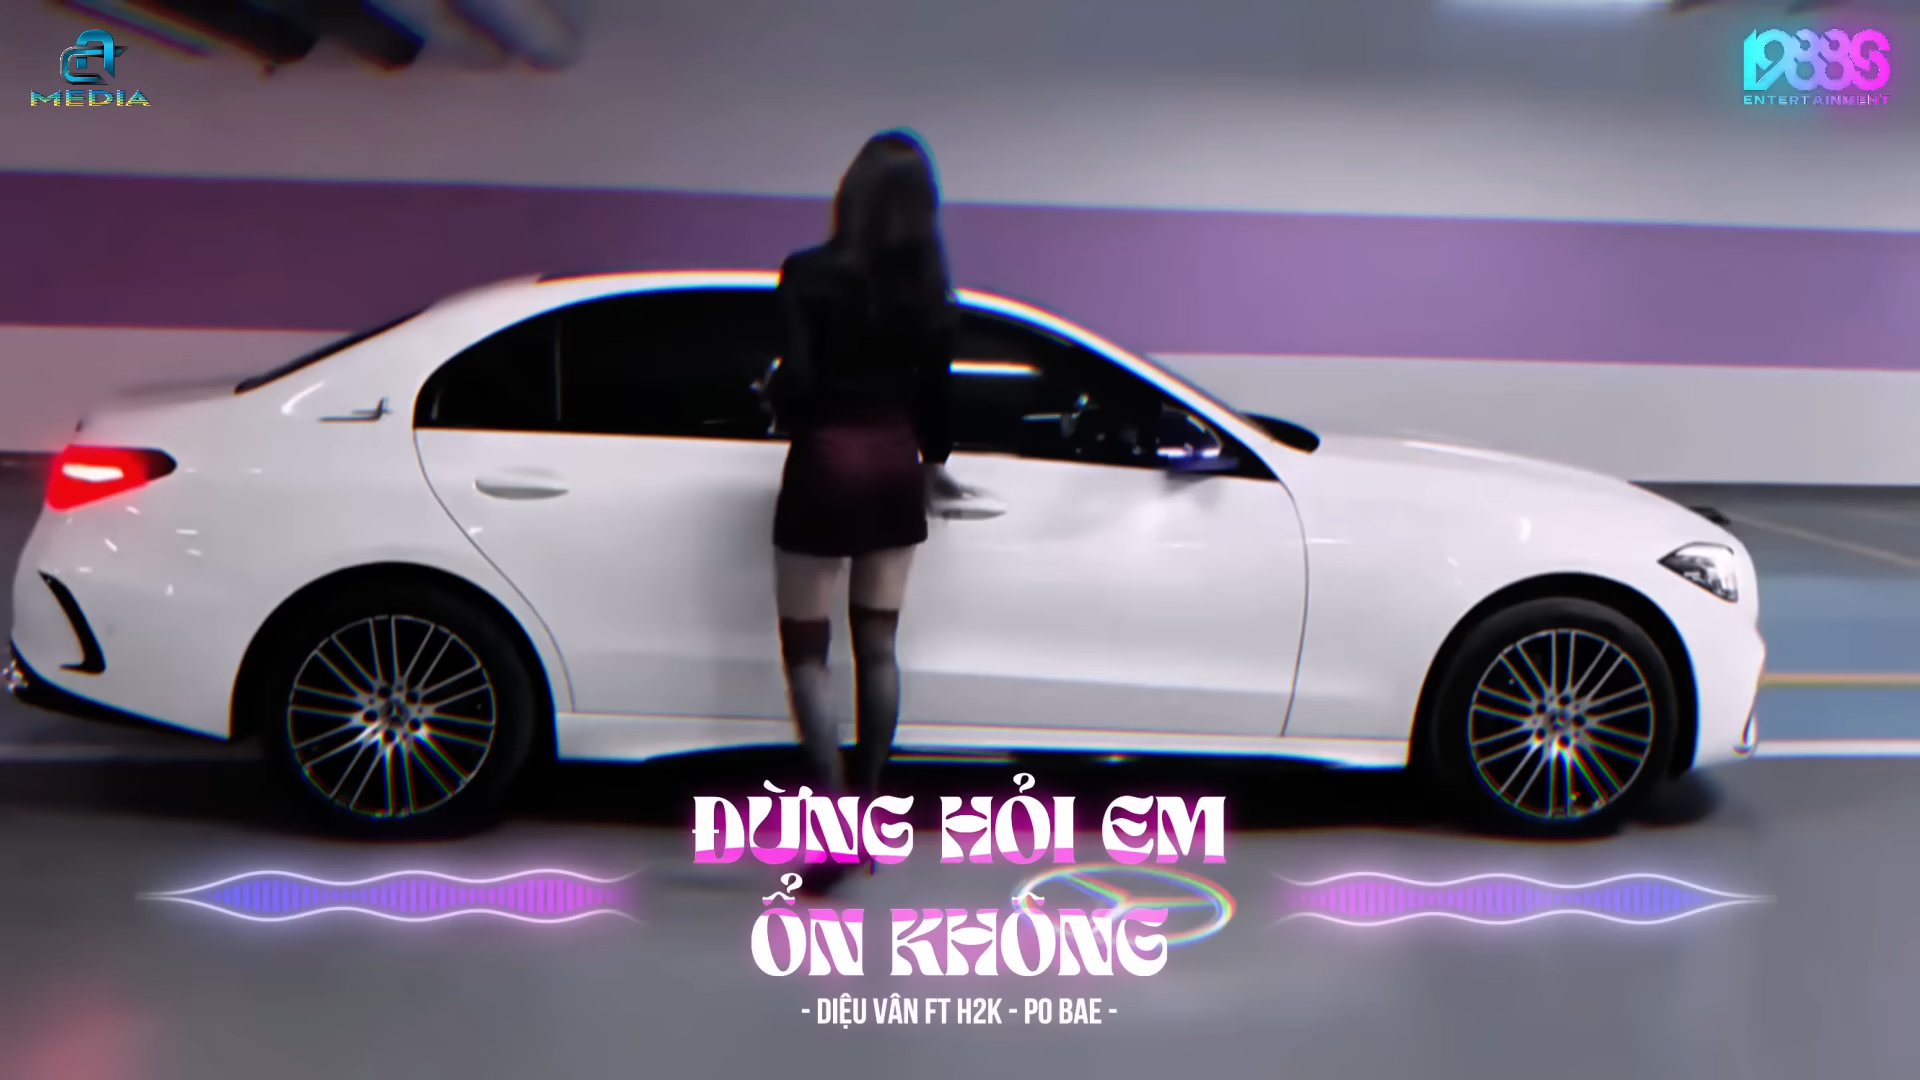 MEDIA
1988S
ENTERTAINMENT
ĐỪNG HỎI EM
ỔN KHÔNG
- DIỆU VÂN FT H2K - PO BAE -